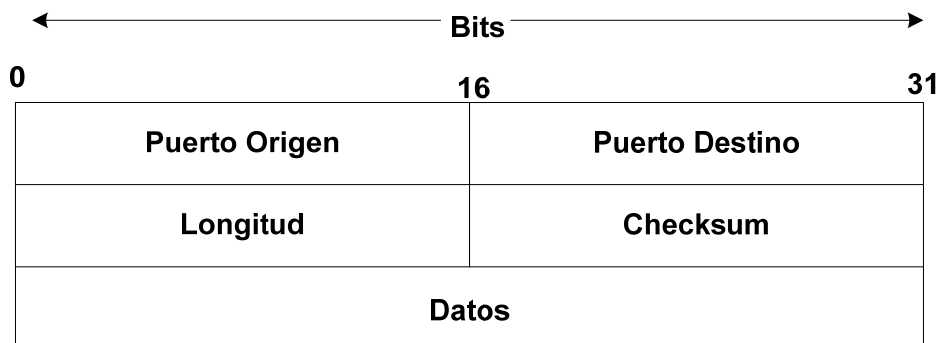 Bits
0 16 31
Puerto Origen Puerto Destino
Longitud Checksum
Datos